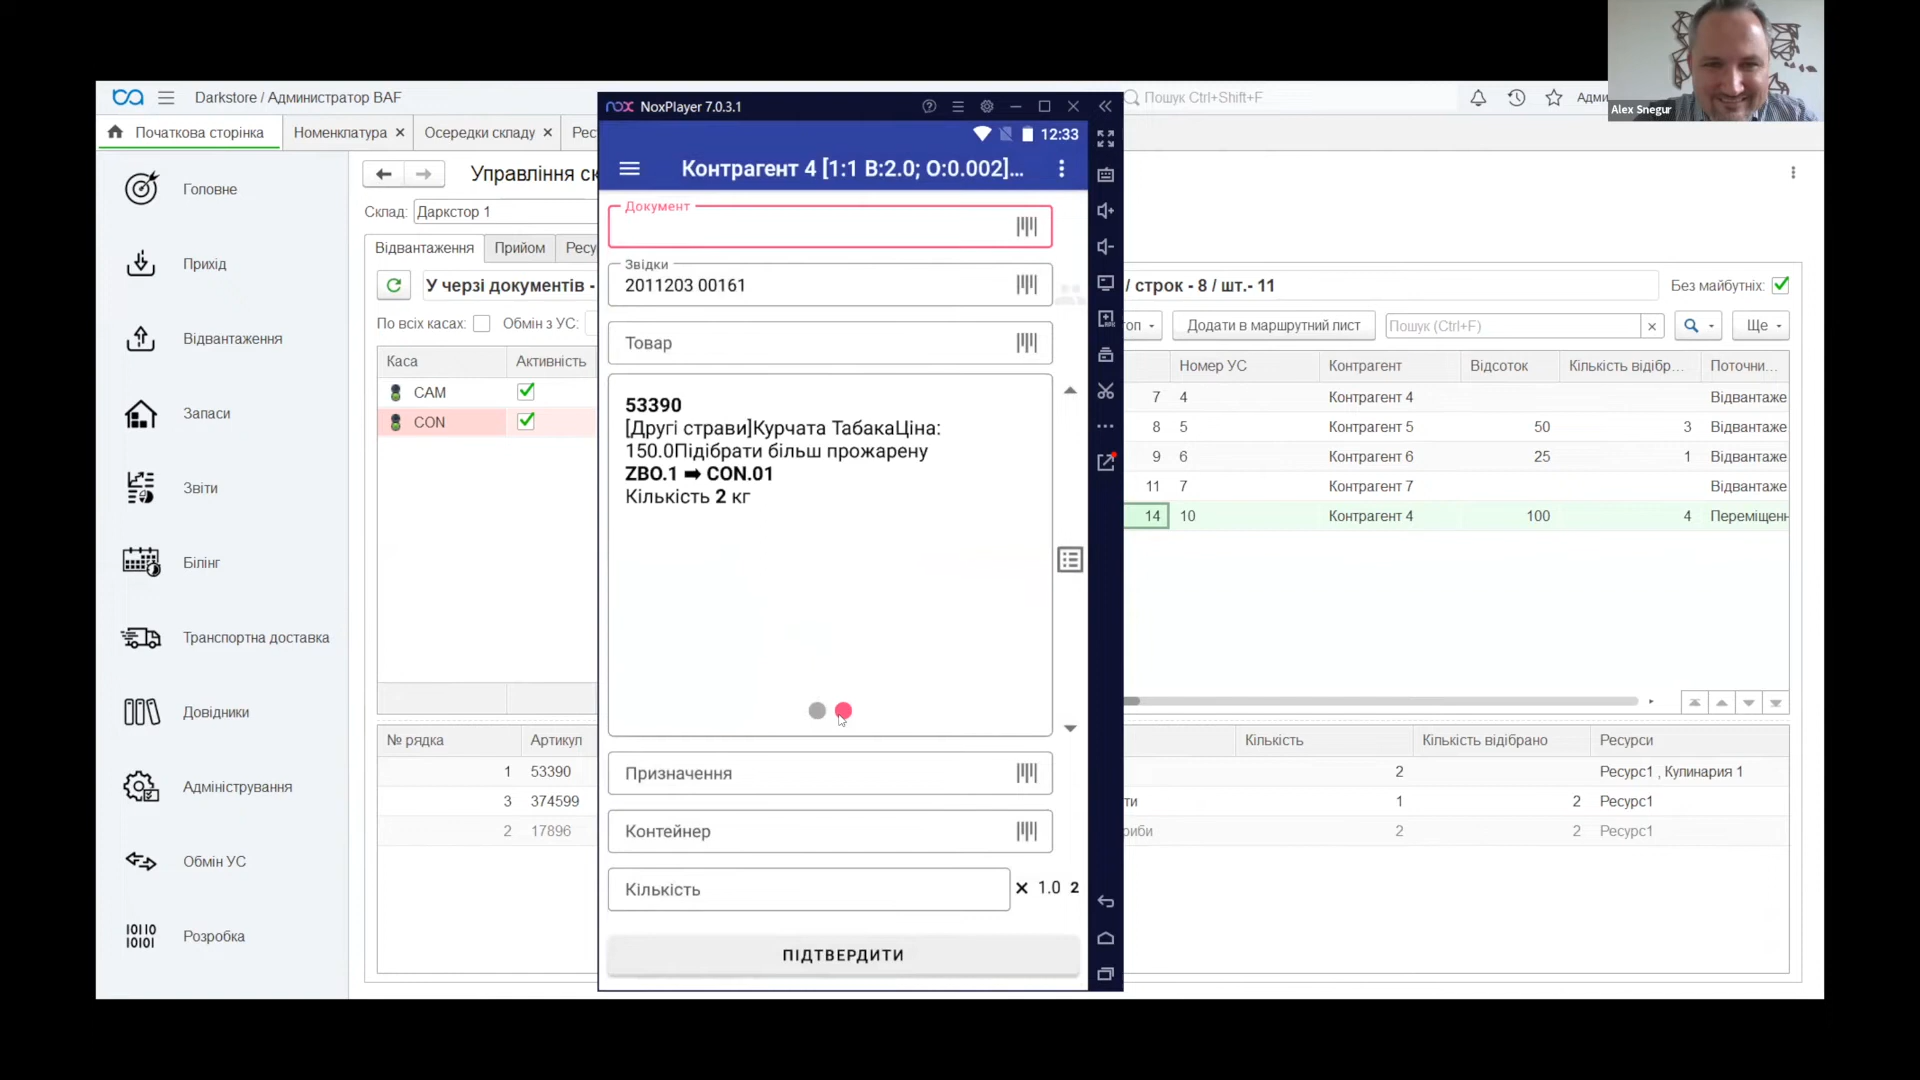 Alex Snegur
Darkstore / Администратор BAF
Пошук Ctrl+Shift+F
Адми
Початкова сторінка
Номенклатура
Осередки складу
Рес
Головне
Прихід
Відвантаження
Запаси
Звіти
Білінг
Транспортна доставка
Довідники
Адміністрування
Обмін УС
Розробка
Управління ск
Склад: Даркстор 1
Відвантаження
Прийом
Ресу
У черзі документів -
/ строк - 8 / шт.- 11
Без майбутніх:
По всіх касах:
Обмін з УС:
Додати в маршрутний лист
Пошук (Ctrl+F)
Ще
Каса Активність
CAM
CON
Номер УС Контрагент Відсоток Кількість відібр... Поточни...
7 4 Контрагент 4 Відвантаже
8 5 Контрагент 5 50 3 Відвантаже
9 6 Контрагент 6 25 1 Відвантаже
11 7 Контрагент 7 Відвантаже
14 10 Контрагент 4 100 4 Переміщен
№ рядка Артикул Кількість Кількість відібрано Ресурси
1 53390 2 Ресурс1 , Кулинария 1
3 374599 ти 1 2 Ресурс1
2 17896 2 2 Ресурс1
nox NoxPlayer 7.0.3.1
12:33
Контрагент 4 [1:1 В:2.0; О:0.002]...
Документ
Звідки
2011203 00161
Товар
53390
[Другі страви]Курчата ТабакаЦіна:
150.0Підібрати більш прожарену
ZBO.1 ➡ CON.01
Кількість 2 кг
Призначення
Контейнер
Кількість
× 1.0 2
ПІДТВЕРДИТИ